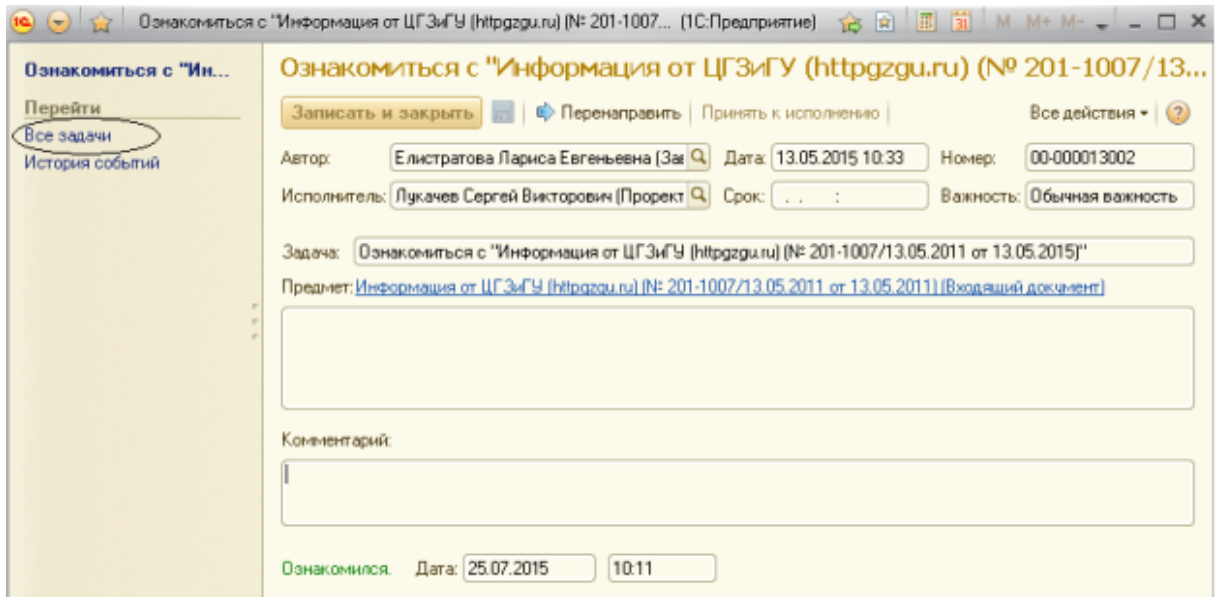 Ознакомиться с "Информация от ЦГЗиГУ (httpgzgu.ru) (№ 201-1007... (1С:Предприятие)
31 M M+ M-
Ознакомиться с "Ин...
Перейти
Все задачи
История событий
Ознакомиться с "Информация от ЦГЗиГУ (httpgzgu.ru) (№ 201-1007/13...
Записать и закрыть Перенаправить Принять к исполнению Все действия ?
Автор: Елистратова Лариса Евгеньевна (Зав Дата: 13.05.2015 10:33 Номер: 00-000013002
Исполнитель: Лукачев Сергей Викторович (Прорект Срок: . . : Важность: Обычная важность
Задача: Ознакомиться с "Информация от ЦГЗиГУ (httpgzgu.ru) (№ 201-1007/13.05.2011 от 13.05.2015)"
Предмет: Информация от ЦГЗиГУ (httpgzgu.ru) (№ 201-1007/13.05.2011 от 13.05.2011) (Входящий документ)
Комментарий:
Ознакомился. Дата: 25.07.2015 10:11